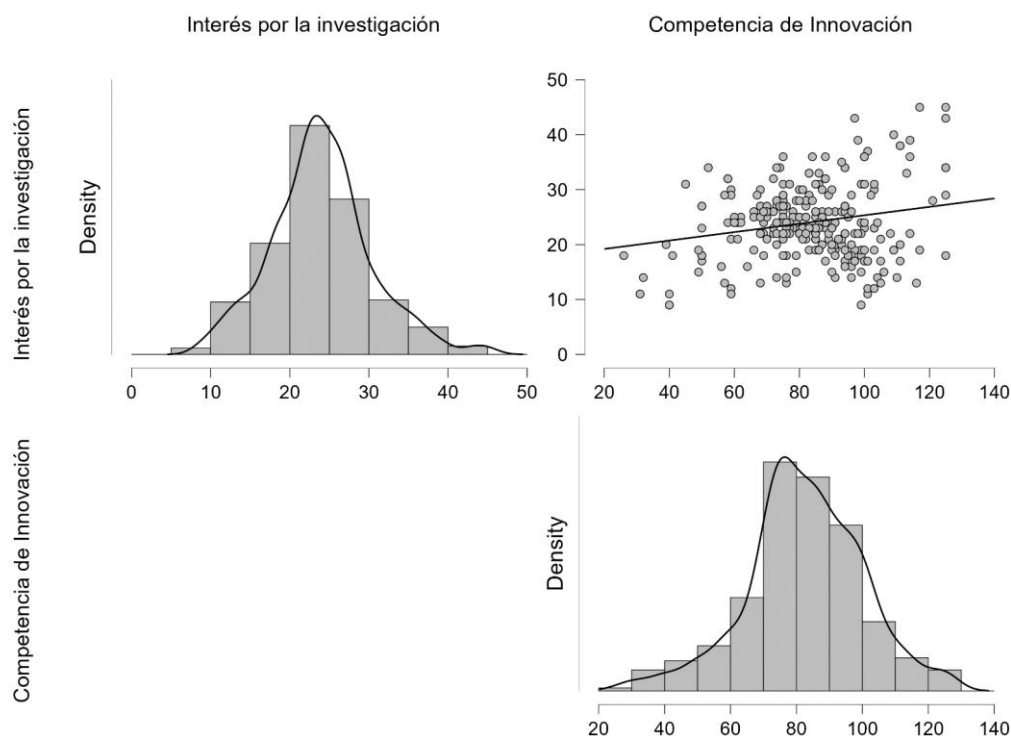 Interés por la investigación
Competencia de Innovación
Interés por la investigación
Density
0 10 20 30 40 50
50
40
30
20
10
0
20 40 60 80 100 120 140
Competencia de Innovación
Density
20 40 60 80 100 120 140